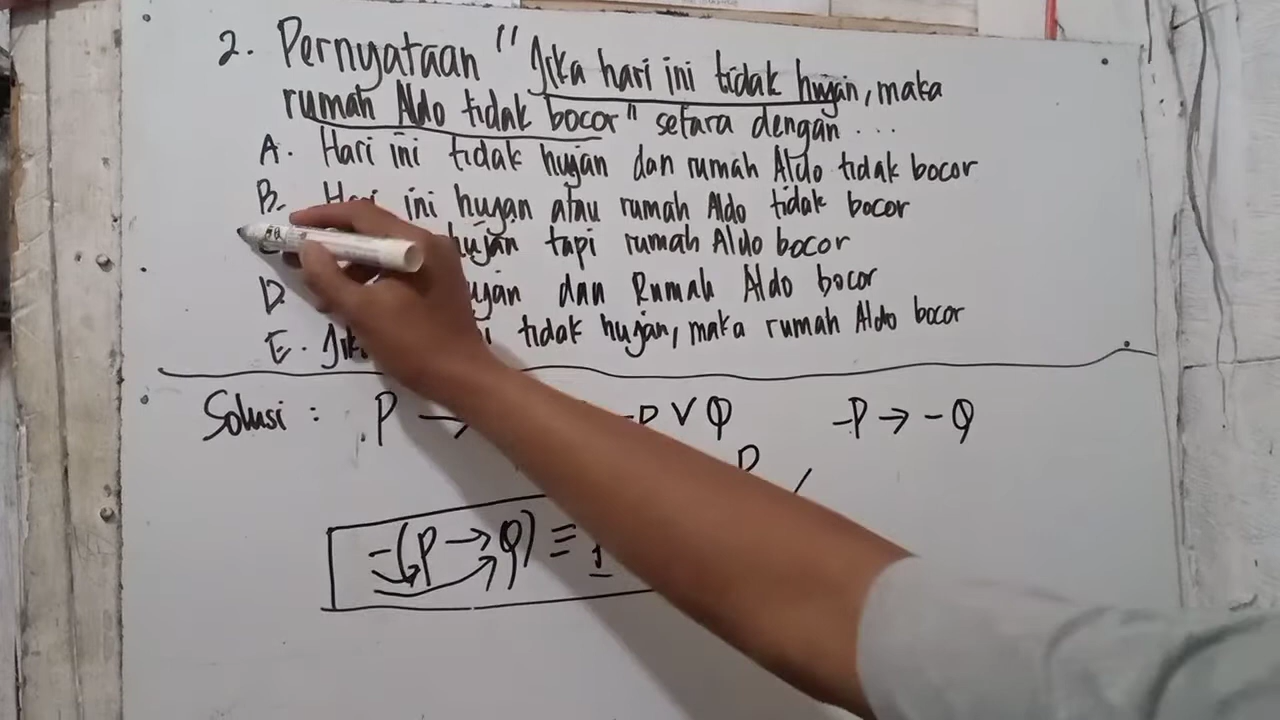 2. Pernyataan "Jika hari ini tidak hujan, maka
rumah Aldo tidak bocor" setara dengan ...
A. Hari ini tidak hujan dan rumah Aldo tidak bocor
B. Hari ini hujan atau rumah Aldo tidak bocor
hujan tapi rumah Aldo bocor
D. dan Rumah Aldo bocor
E. tidak hujan, maka rumah Aldo bocor
Solusi : P → -P ∨ Q -P → -Q
P
-(P → Q) ≡